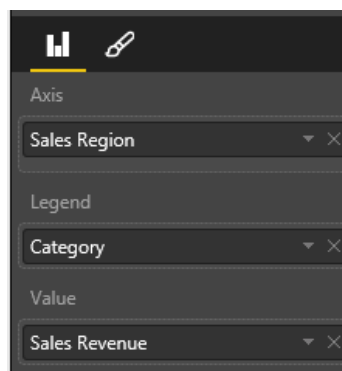 Axis
Sales Region
Legend
Category
Value
Sales Revenue